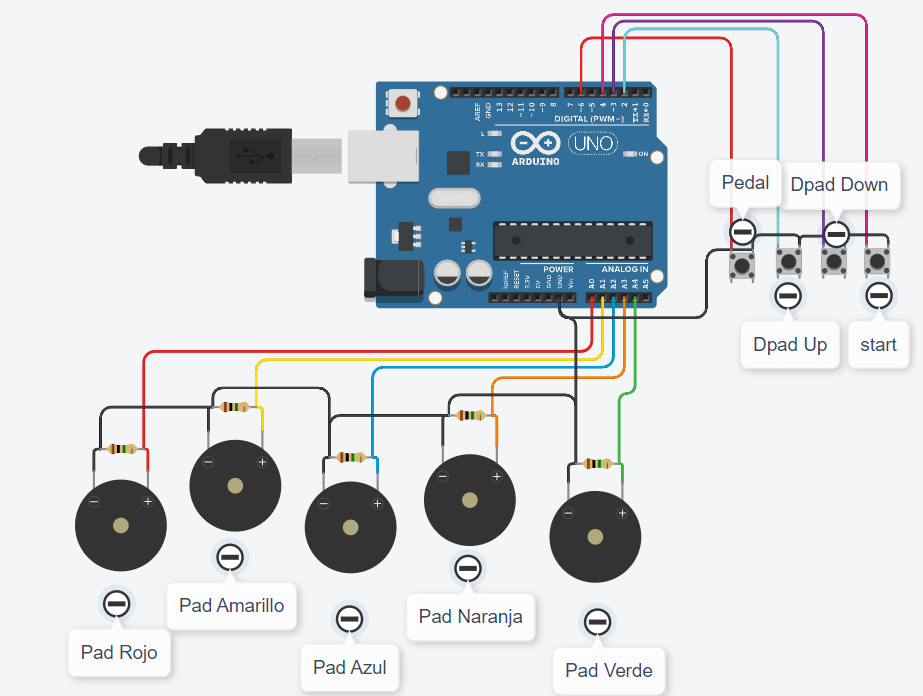 AREF
GND
13
12
~11
~10
~9
8
7
~6
~5
4
~3
2
TX→1
RX←0
DIGITAL (PWM~)
L
TX
RX
ARDUINO
UNO
ON
Pedal
Dpad Down
POWER
ANALOG IN
IOREF
RESET
3.3V
5V
GND
GND
Vin
A0
A1
A2
A3
A4
A5
Dpad Up
start
Pad Amarillo
Pad Naranja
Pad Rojo
Pad Azul
Pad Verde